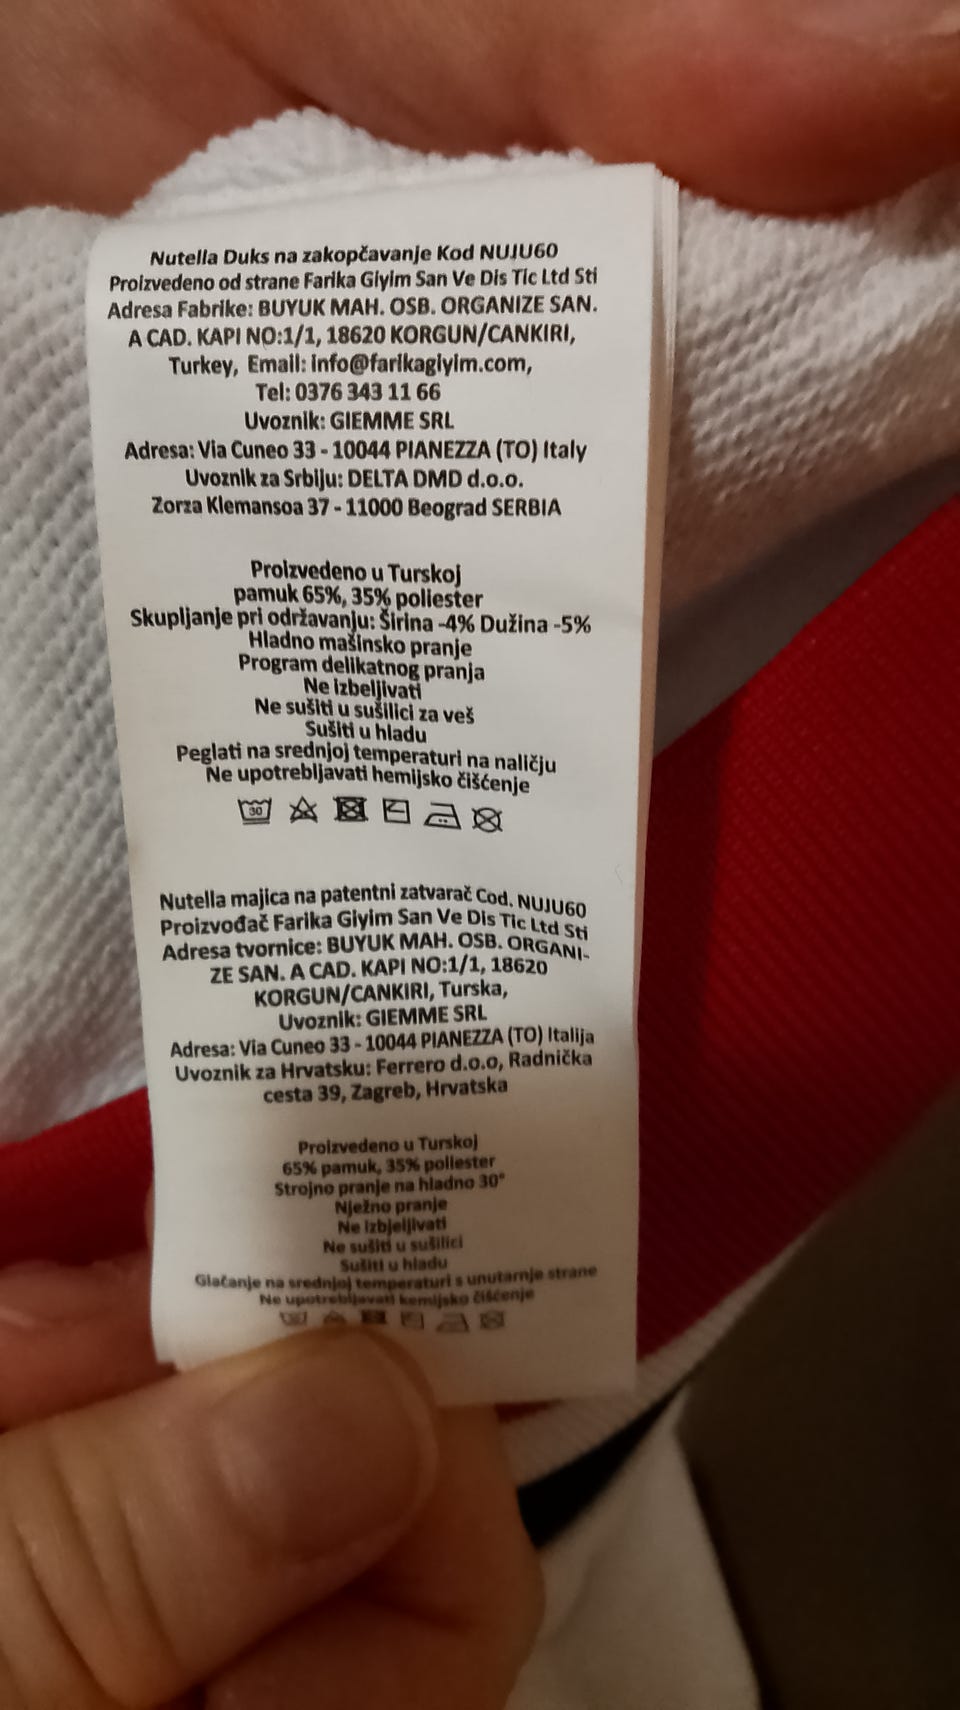 Nutella Duks na zakopčavanje Kod NUJU60
Proizvedeno od strane Farika Giyim San Ve Dis Tic Ltd Sti
Adresa Fabrike: BUYUK MAH. OSB. ORGANIZE SAN.
A CAD. KAPI NO:1/1, 18620 KORGUN/CANKIRI,
Turkey, Email: info@farikagiyim.com,
Tel: 0376 343 11 66
Uvoznik: GIEMME SRL
Adresa: Via Cuneo 33 - 10044 PIANEZZA (TO) Italy
Uvoznik za Srbiju: DELTA DMD d.o.o.
Zorza Klemansoa 37 - 11000 Beograd SERBIA
Proizvedeno u Turskoj
pamuk 65%, 35% poliester
Skupljanje pri održavanju: Širina -4% Dužina -5%
Hladno mašinsko pranje
Program delikatnog pranja
Ne izbeljivati
Ne sušiti u sušilici za veš
Sušiti u hladu
Peglati na srednjoj temperaturi na naličju
Ne upotrebljavati hemijsko čišćenje
30
Nutella majica na patentni zatvarač Cod. NUJU60
Proizvođač Farika Giyim San Ve Dis Tic Ltd Sti
Adresa tvornice: BUYUK MAH. OSB. ORGANI-
ZE SAN. A CAD. KAPI NO:1/1, 18620
KORGUN/CANKIRI, Turska,
Uvoznik: GIEMME SRL
Adresa: Via Cuneo 33 - 10044 PIANEZZA (TO) Italija
Uvoznik za Hrvatsku: Ferrero d.o.o, Radnička
cesta 39, Zagreb, Hrvatska
Proizvedeno u Turskoj
65% pamuk, 35% poliester
Strojno pranje na hladno 30°
Nježno pranje
Ne izbjeljivati
Ne sušiti u sušilici
Sušiti u hladu
Glačanje na srednjoj temperaturi s unutarnje strane
Ne upotrebljavati kemijsko čišćenje